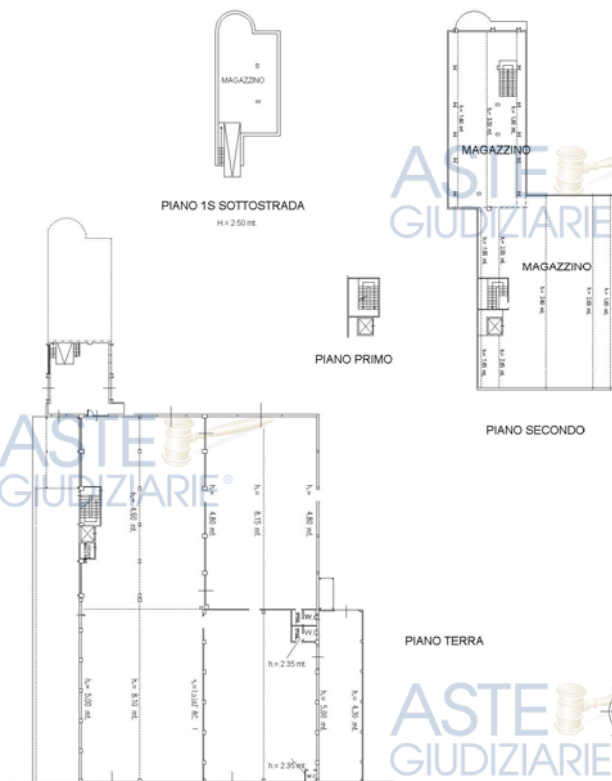 MAGAZZINO
PIANO 1S SOTTOSTRADA
H.= 2.50 mt.
MAGAZZINO
MAGAZZINO
PIANO PRIMO
PIANO SECONDO
ASTE
GIUDIZIARIE
ASTE
GIUDIZIARIE®
h.= 4,60 mt.
h.= 4,80 mt.
h.= 8,15 mt.
h.= 4,80 mt.
PIANO TERRA
h.= 2.35 mt.
h.= 5,00 mt.
h.= 8,10 mt.
h.= 5,00 mt.
h.= 4,30 mt.
h.= 2.35 mt.
ASTE
GIUDIZIARIE